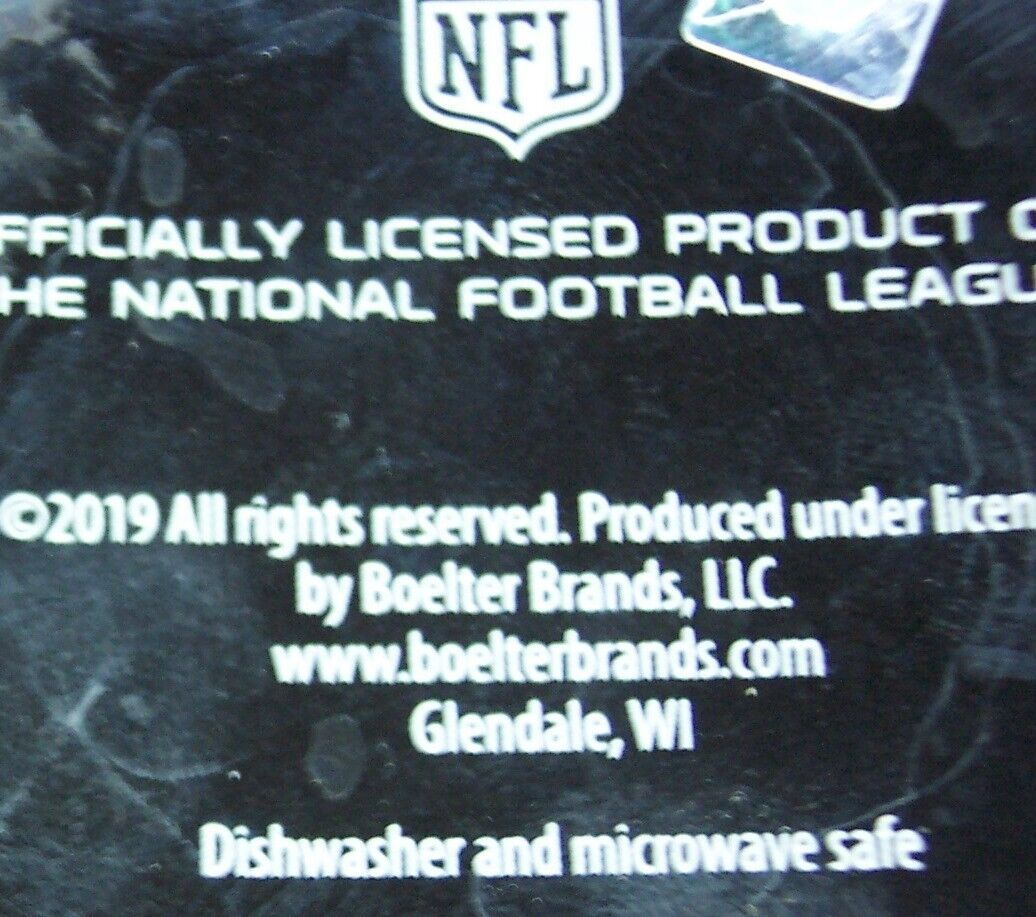 NFL
FFICIALLY LICENSED PRODUCT O
HE NATIONAL FOOTBALL LEAGU
©2019 All rights reserved. Produced under licen
by Boelter Brands, LLC.
www.boelterbrands.com
Glendale, WI
Dishwasher and microwave safe